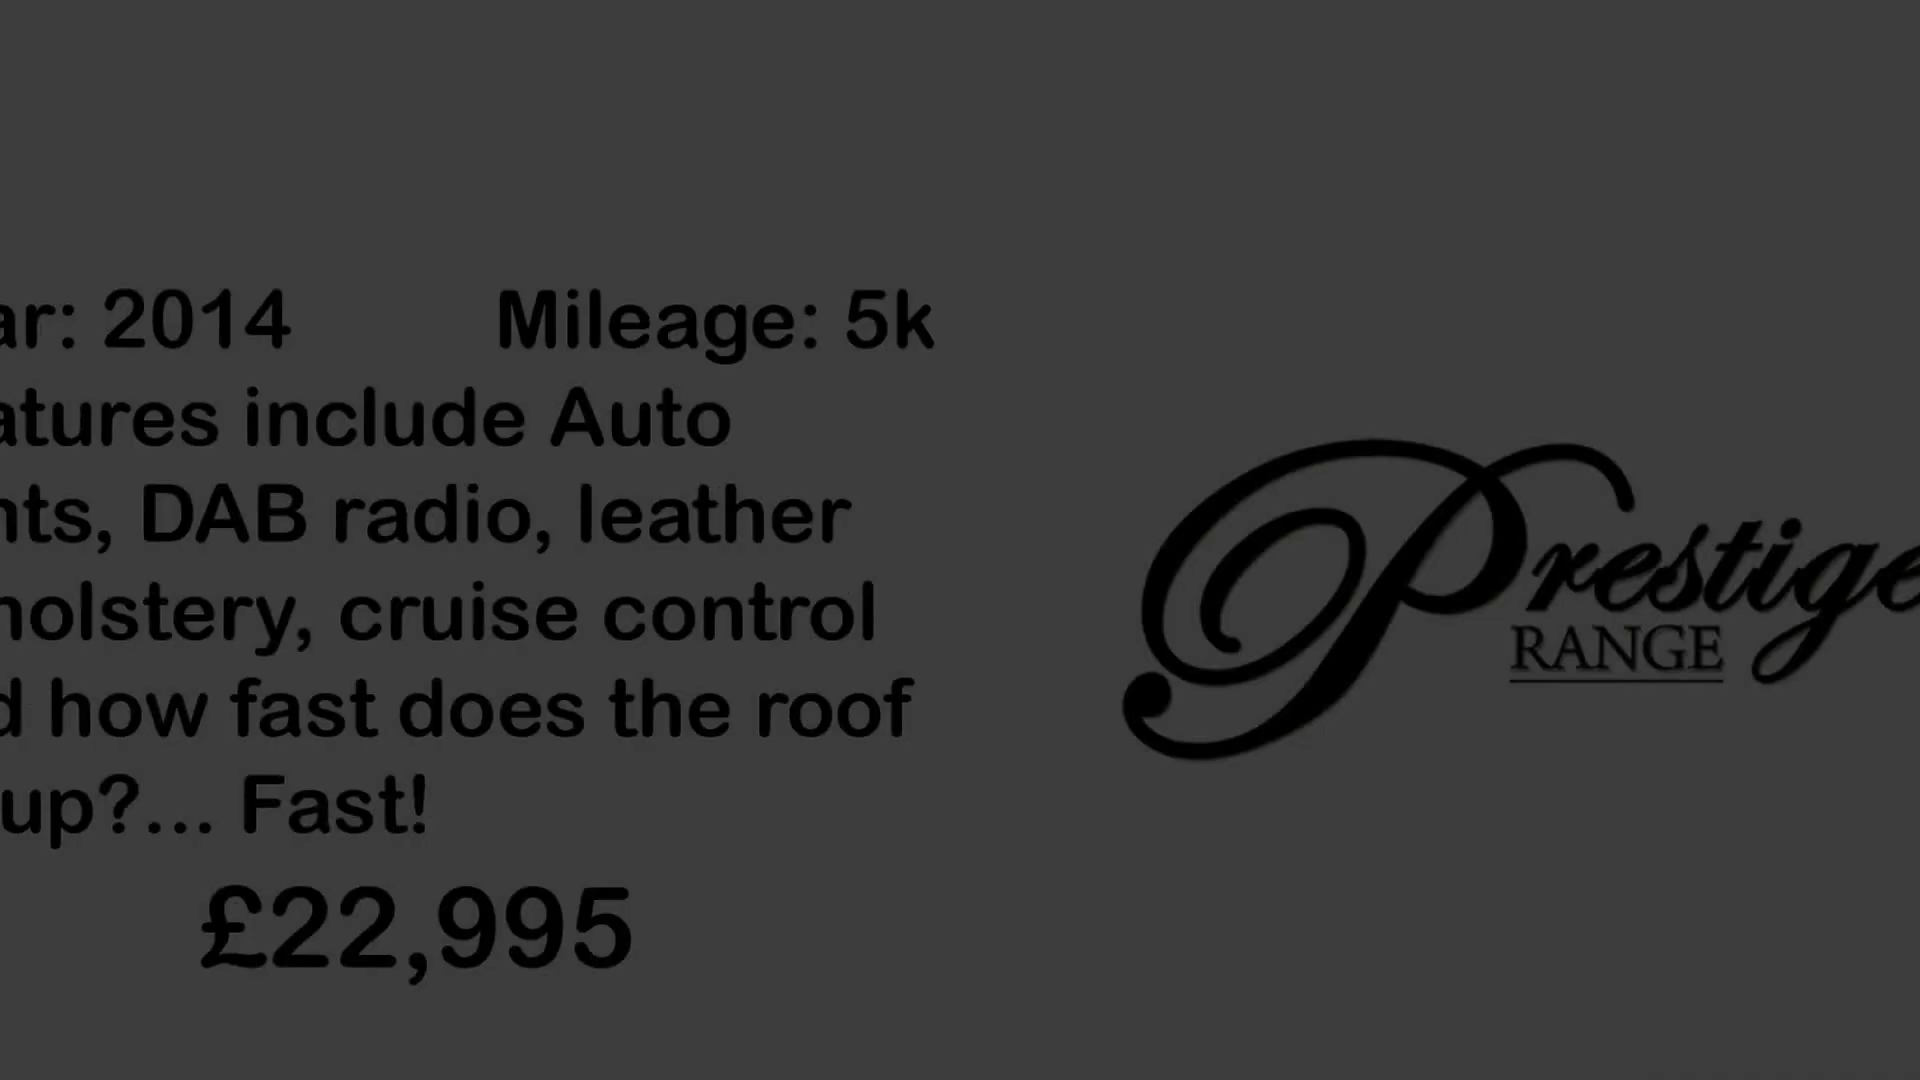 ar: 2014 Mileage: 5k
atures include Auto
nts, DAB radio, leather
holstery, cruise control
d how fast does the roof
up?... Fast!
£22,995
Prestige
RANGE